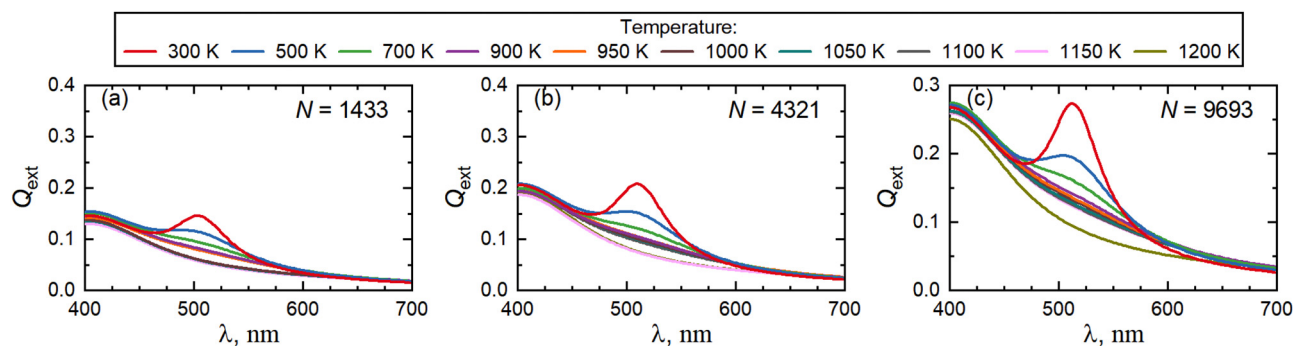 Temperature:
300 K 500 K 700 K 900 K 950 K 1000 K 1050 K 1100 K 1150 K 1200 K
(a) N = 1433
0.4
0.3
0.2
0.1
0.0
Qext
400 500 600 700
λ, nm
(b) N = 4321
0.4
0.3
0.2
0.1
0.0
Qext
400 500 600 700
λ, nm
(c) N = 9693
0.3
0.2
0.1
0.0
Qext
400 500 600 700
λ, nm